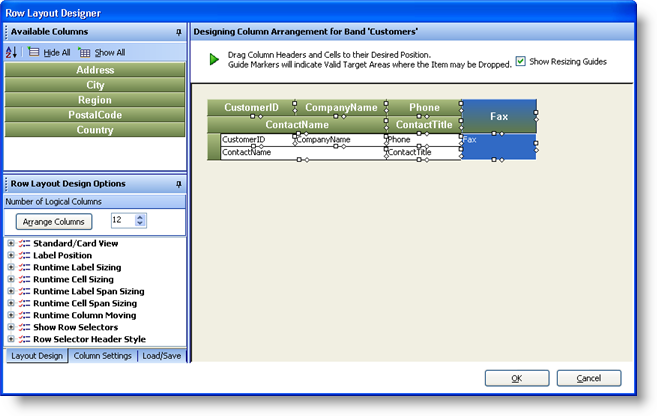 Row Layout Designer
Available Columns
Hide All Show All
Address
City
Region
PostalCode
Country
Row Layout Design Options
Number of Logical Columns
Arrange Columns 12
Standard/Card View
Label Position
Runtime Label Sizing
Runtime Cell Sizing
Runtime Label Span Sizing
Runtime Cell Span Sizing
Runtime Column Moving
Show Row Selectors
Row Selector Header Style
Layout Design Column Settings Load/Save
Designing Column Arrangement for Band 'Customers'
Drag Column Headers and Cells to their Desired Position.
Guide Markers will indicate Valid Target Areas where the Item may be Dropped.
Show Resizing Guides
CustomerID CompanyName Phone Fax
ContactName ContactTitle
CustomerID CompanyName Phone Fax
ContactName ContactTitle
OK Cancel